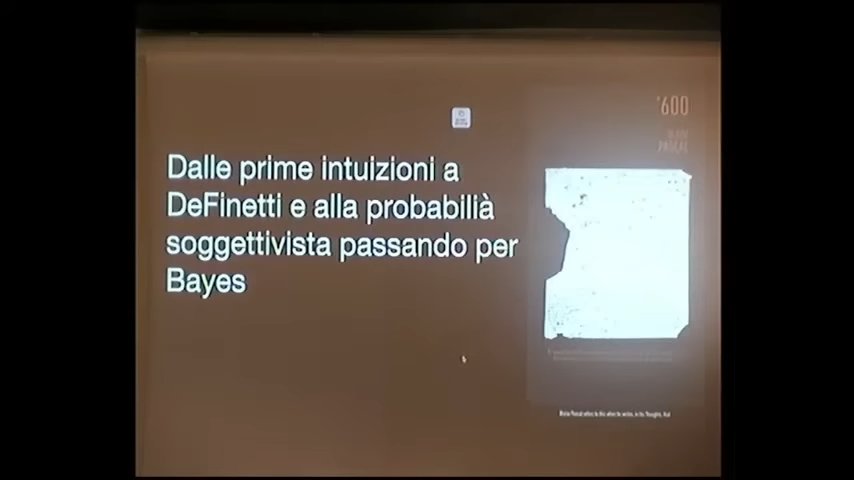 Dalle prime intuizioni a
DeFinetti e alla probabilià
soggettivista passando per
Bayes
'600
PASCAL